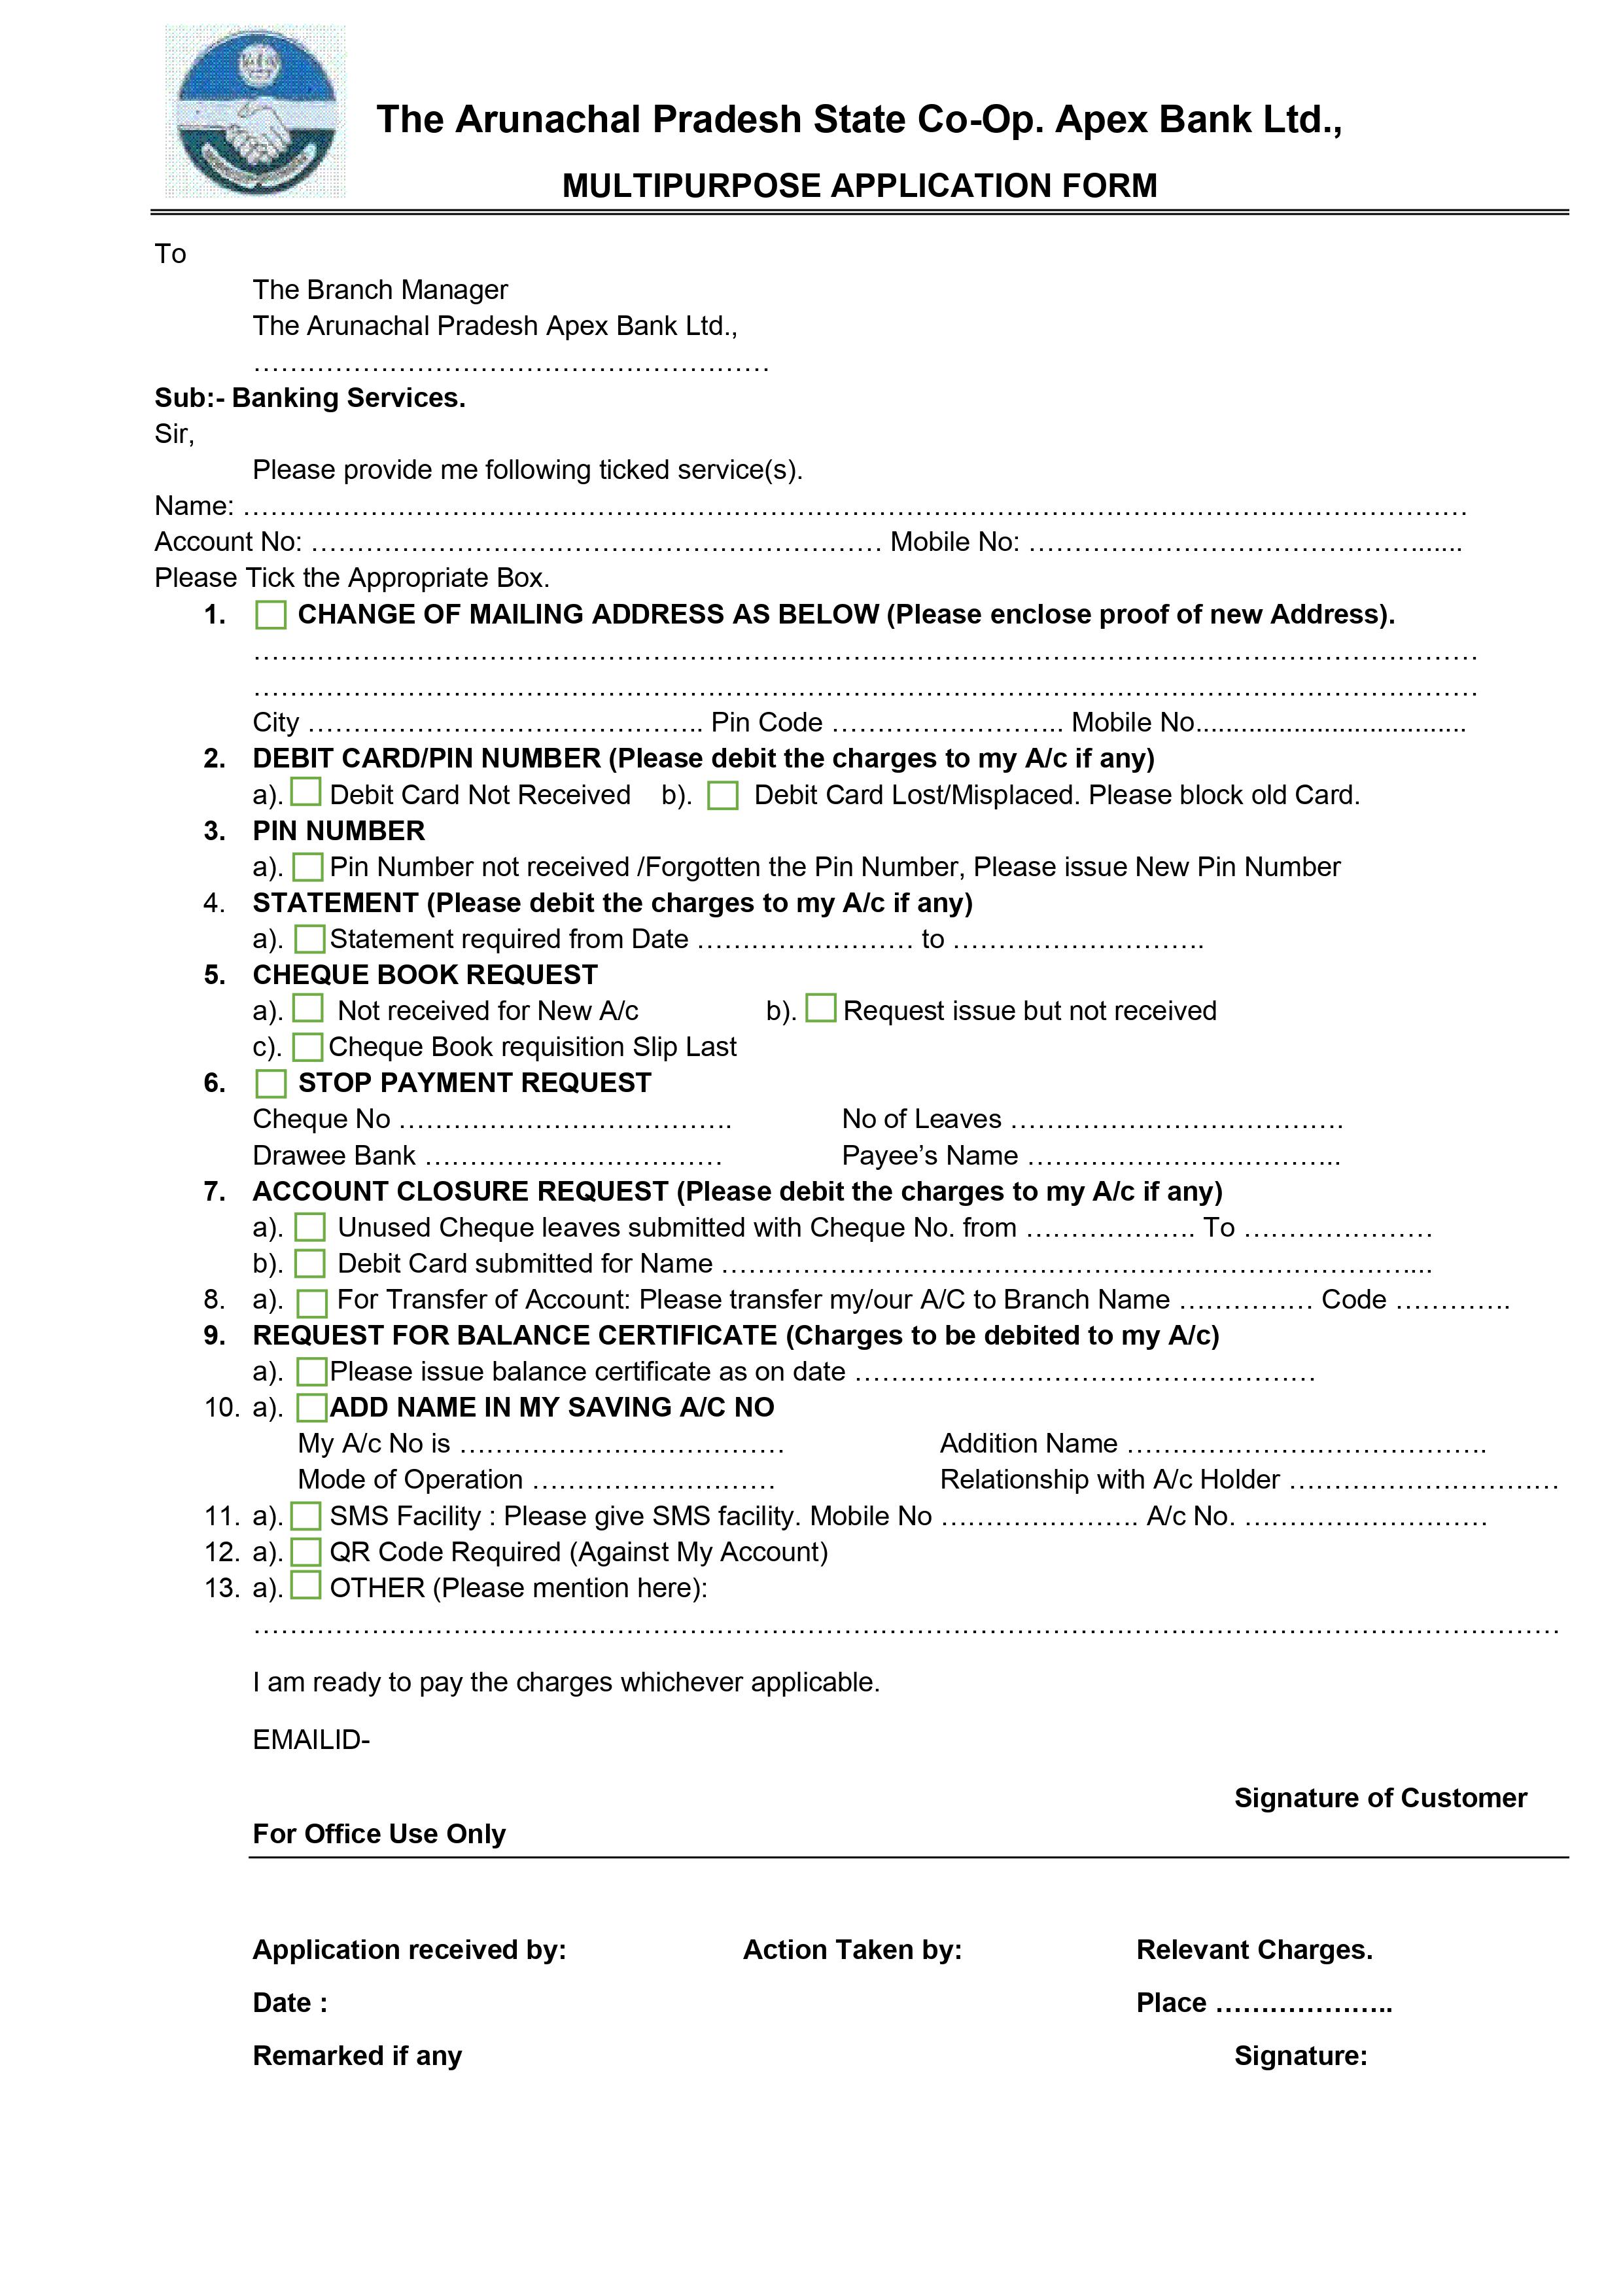 The Arunachal Pradesh State Co-Op. Apex Bank Ltd.,
MULTIPURPOSE APPLICATION FORM
To
The Branch Manager
The Arunachal Pradesh Apex Bank Ltd.,
…………………………………………………
Sub:- Banking Services.
Sir,
Please provide me following ticked service(s).
Name: ………………………………………………………………………………………………………………………
Account No: ……………………………………………………… Mobile No: …………………………………….......
Please Tick the Appropriate Box.
1. CHANGE OF MAILING ADDRESS AS BELOW (Please enclose proof of new Address).
………………………………………………………………………………………………………………………
………………………………………………………………………………………………………………………
City …………………………………….. Pin Code …………………….. Mobile No...................................
2. DEBIT CARD/PIN NUMBER (Please debit the charges to my A/c if any)
a). Debit Card Not Received b). Debit Card Lost/Misplaced. Please block old Card.
3. PIN NUMBER
a). Pin Number not received /Forgotten the Pin Number, Please issue New Pin Number
4. STATEMENT (Please debit the charges to my A/c if any)
a). Statement required from Date …………………… to ……………………….
5. CHEQUE BOOK REQUEST
a). Not received for New A/c b). Request issue but not received
c). Cheque Book requisition Slip Last
6. STOP PAYMENT REQUEST
Cheque No ………………………………. No of Leaves ……………………………….
Drawee Bank …………………………… Payee’s Name ……………………………..
7. ACCOUNT CLOSURE REQUEST (Please debit the charges to my A/c if any)
a). Unused Cheque leaves submitted with Cheque No. from ………………. To …………………
b). Debit Card submitted for Name …………………………………………………………………....
8. a). For Transfer of Account: Please transfer my/our A/C to Branch Name …………… Code ………….
9. REQUEST FOR BALANCE CERTIFICATE (Charges to be debited to my A/c)
a). Please issue balance certificate as on date ……………………………………………
10. a). ADD NAME IN MY SAVING A/C NO
My A/c No is ……………………………… Addition Name ………………………………….
Mode of Operation ……………………… Relationship with A/c Holder …………………………
11. a). SMS Facility : Please give SMS facility. Mobile No …………………. A/c No. ………………………
12. a). QR Code Required (Against My Account)
13. a). OTHER (Please mention here):
………………………………………………………………………………………………………………………………
I am ready to pay the charges whichever applicable.
EMAILID-
Signature of Customer
For Office Use Only
Application received by: Action Taken by: Relevant Charges.
Date : Place ………………..
Remarked if any Signature: